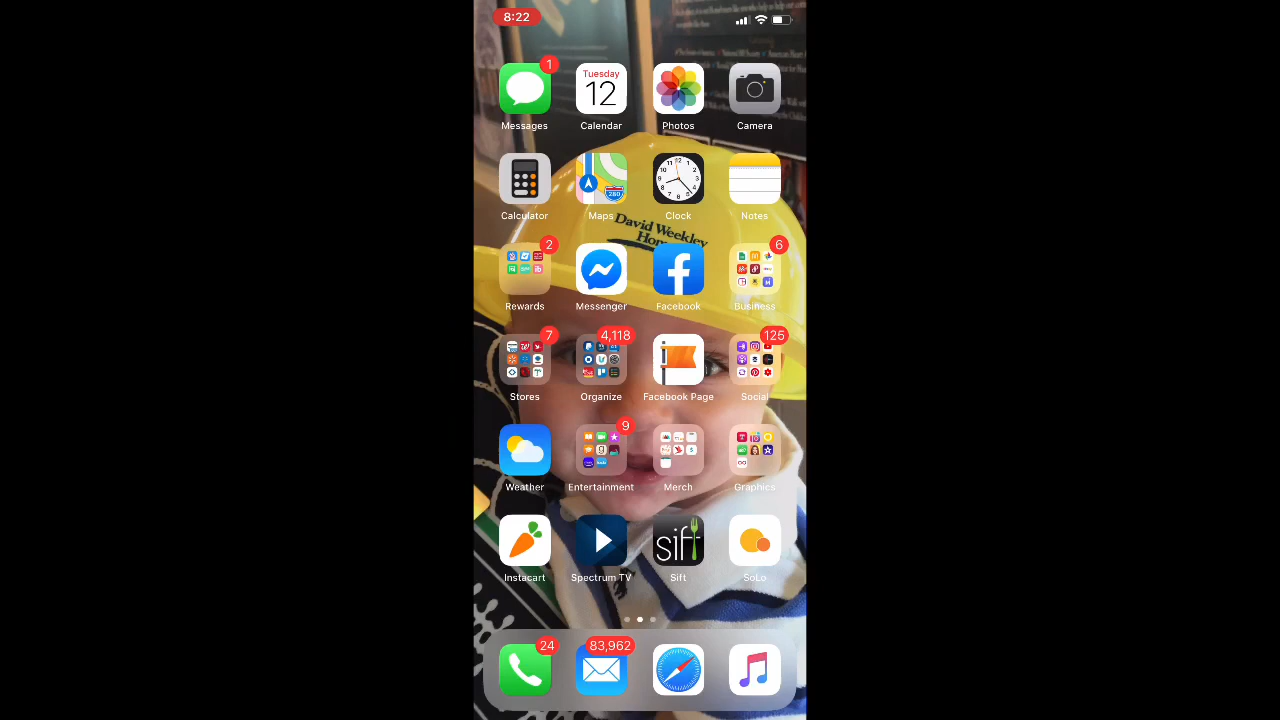 8:22
1
Tuesday
12
Messages
Calendar
Photos
Camera
280
Calculator
Maps
Clock
Notes
David Weekley
2
6
Rewards
Messenger
Facebook
Business
7
4,118
125
Stores
Organize
Facebook Page
Social
9
Weather
Entertainment
Merch
Graphics
sift
Instacart
Spectrum TV
Sift
SoLo
24
83,962